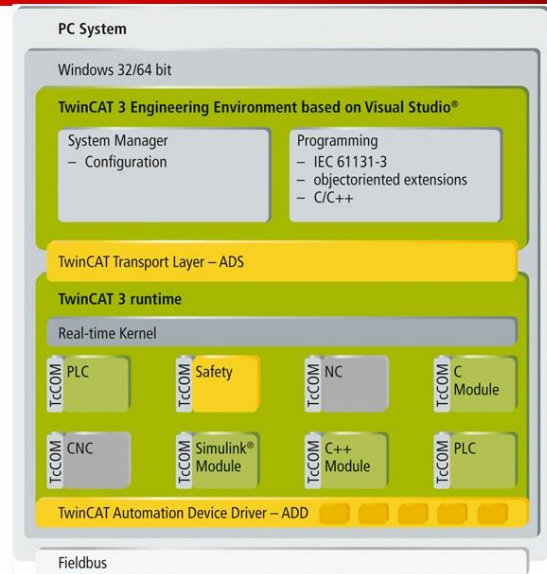 PC System
Windows 32/64 bit
TwinCAT 3 Engineering Environment based on Visual Studio®
System Manager
– Configuration
Programming
– IEC 61131-3
– objectoriented extensions
– C/C++
TwinCAT Transport Layer – ADS
TwinCAT 3 runtime
Real-time Kernel
TcCOM PLC
TcCOM Safety
TcCOM NC
TcCOM C
Module
TcCOM CNC
TcCOM Simulink®
Module
TcCOM C++
Module
TcCOM PLC
TwinCAT Automation Device Driver – ADD
Fieldbus